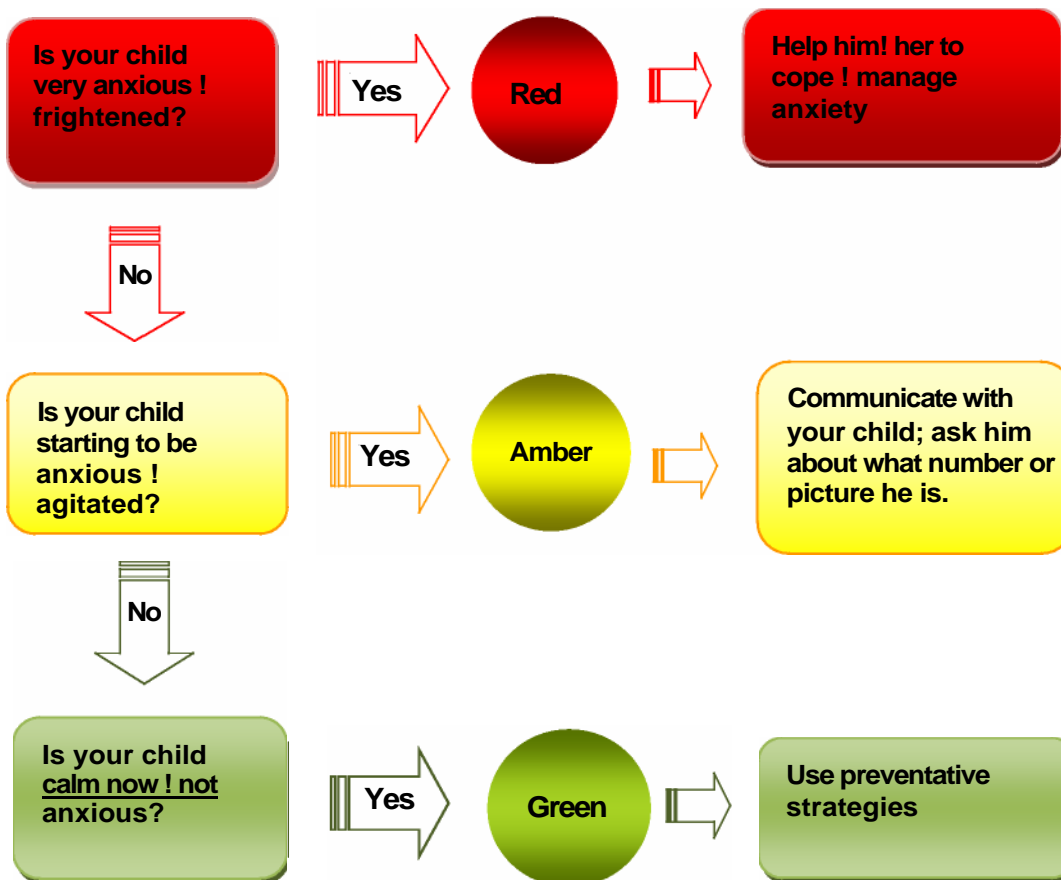 Is your child
very anxious !
frightened?
Yes
Red
Help him! her to
cope ! manage
anxiety
No
Is your child
starting to be
anxious !
agitated?
Yes
Amber
Communicate with
your child; ask him
about what number or
picture he is.
No
Is your child
calm now ! not
anxious?
Yes
Green
Use preventative
strategies